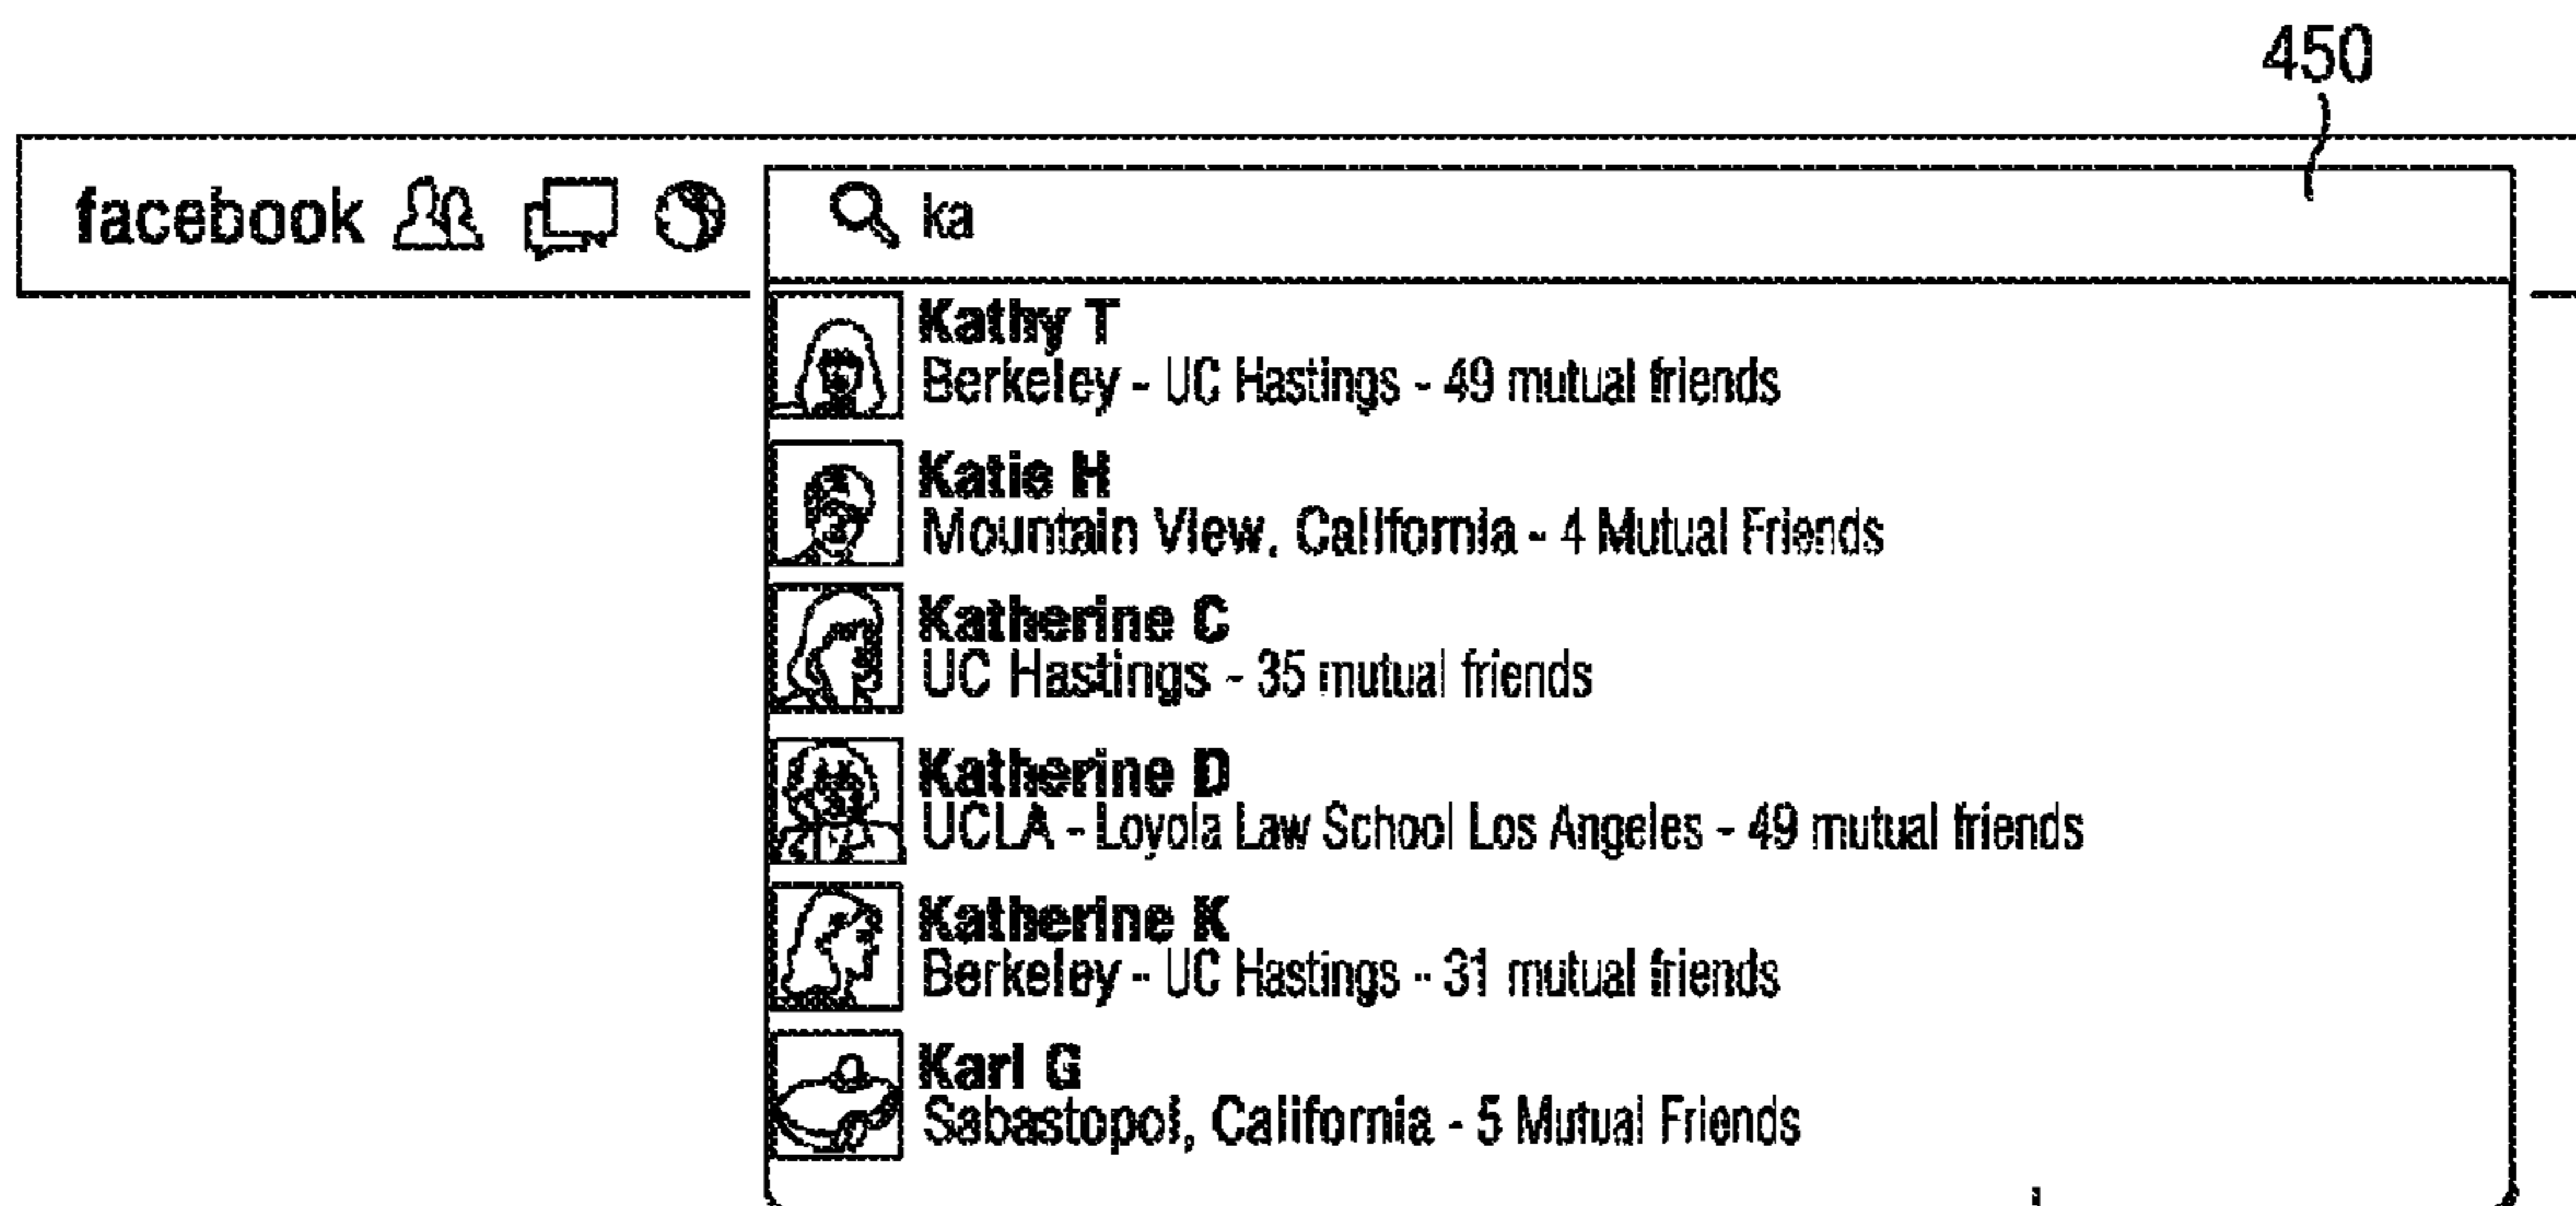 450
facebook ka
Kathy T
Berkeley - UC Hastings - 49 mutual friends
Katie H
Mountain View, California - 4 Mutual Friends
Katherine C
UC Hastings - 35 mutual friends
Katherine D
UCLA - Loyola Law School Los Angeles - 49 mutual friends
Katherine K
Berkeley - UC Hastings - 31 mutual friends
Karl G
Sabastopol, California - 5 Mutual Friends